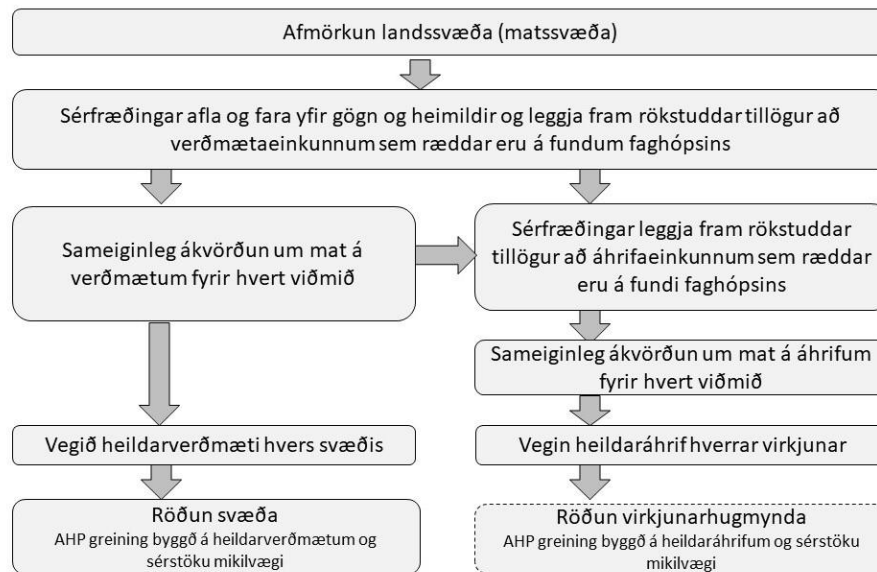 Afmörkun landssvæða (matssvæða)
Sérfræðingar afla og fara yfir gögn og heimildir og leggja fram rökstuddar tillögur að
verðmætaeinkunnum sem ræddar eru á fundum faghópsins
Sameiginleg ákvörðun um mat á
verðmætum fyrir hvert viðmið
Sérfræðingar leggja fram rökstuddar
tillögur að áhrifaeinkunnum sem ræddar
eru á fundi faghópsins
Sameiginleg ákvörðun um mat á áhrifum
fyrir hvert viðmið
Vegið heildarverðmæti hvers svæðis
Vegin heildaráhrif hverrar virkjunar
Röðun svæða
AHP greining byggð á heildarverðmætum og
sérstöku mikilvægi
Röðun virkjunarhugmynda
AHP greining byggð á heildaráhrifum og sérstöku
mikilvægi